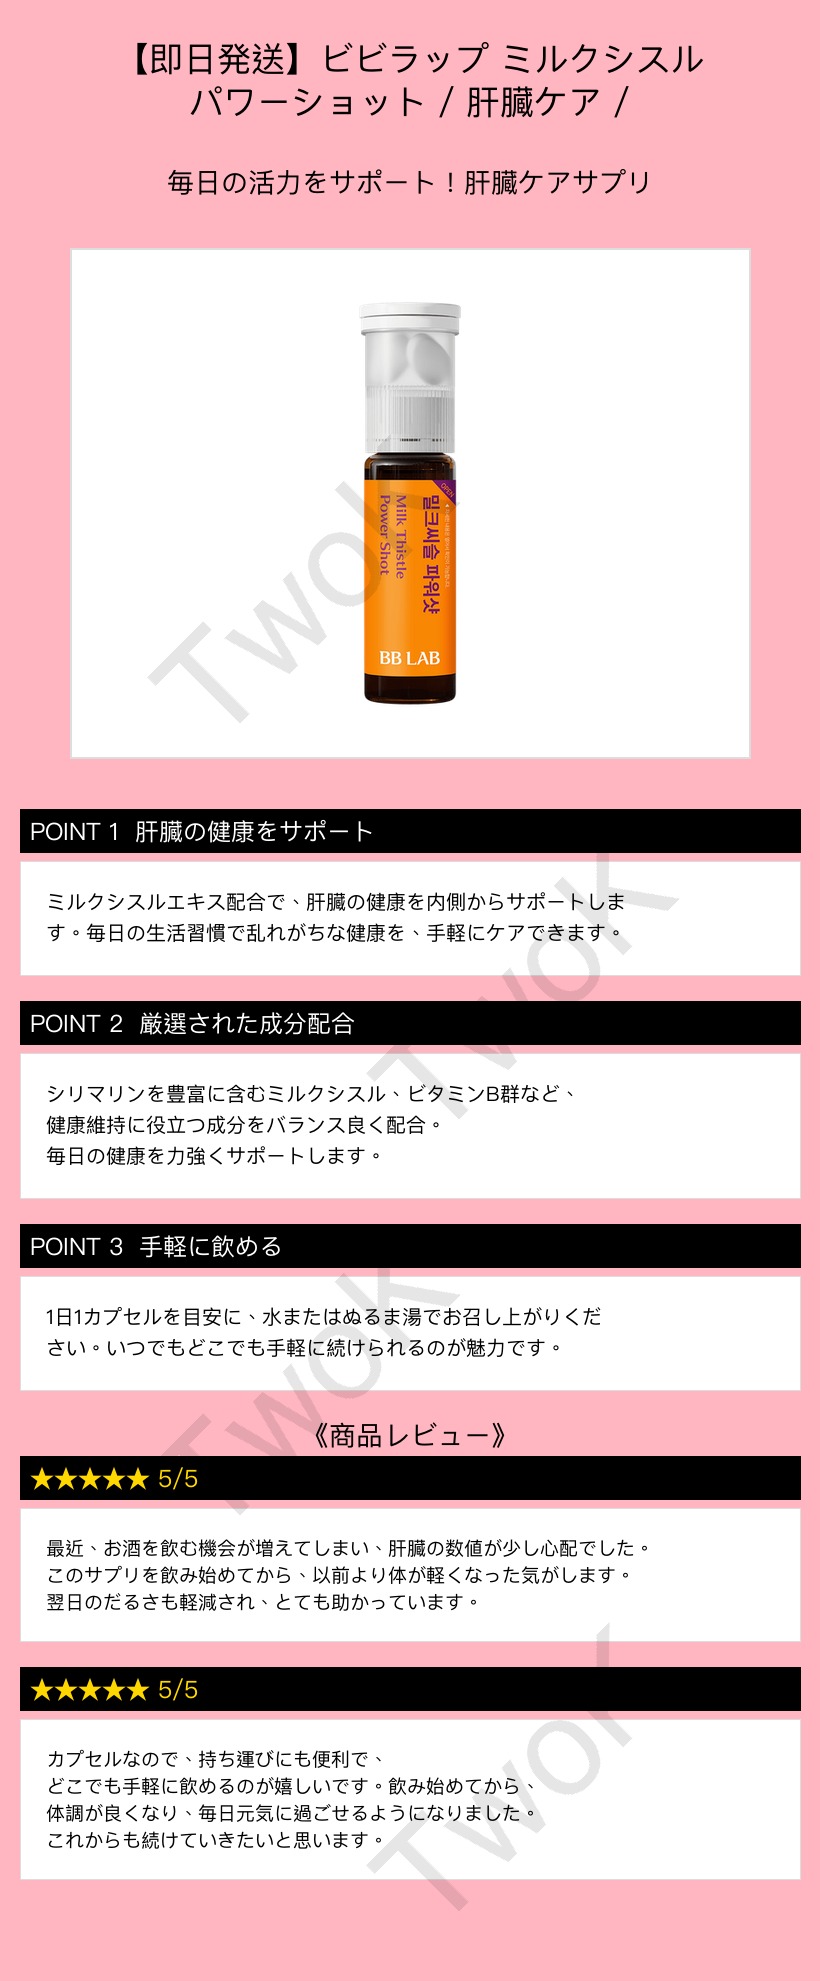 【即日発送】ビビラップ ミルクシスル
パワーショット / 肝臓ケア /
毎日の活力をサポート！肝臓ケアサプリ
OPEN
밀크씨슬 파워샷
Milk Thistle
Power Shot
BB LAB
TwoK
POINT 1 肝臓の健康をサポート
ミルクシスルエキス配合で、肝臓の健康を内側からサポートしま
す。毎日の生活習慣で乱れがちな健康を、手軽にケアできます。
TwoK
POINT 2 厳選された成分配合
シリマリンを豊富に含むミルクシスル、ビタミンB群など、
健康維持に役立つ成分をバランス良く配合。
毎日の健康を力強くサポートします。
POINT 3 手軽に飲める
1日1カプセルを目安に、水またはぬるま湯でお召し上がりくだ
さい。いつでもどこでも手軽に続けられるのが魅力です。
TwoK
《商品レビュー》
★★★★★ 5/5
最近、お酒を飲む機会が増えてしまい、肝臓の数値が少し心配でした。
このサプリを飲み始めてから、以前より体が軽くなった気がします。
翌日のだるさも軽減され、とても助かっています。
★★★★★ 5/5
カプセルなので、持ち運びにも便利で、
どこでも手軽に飲めるのが嬉しいです。飲み始めてから、
体調が良くなり、毎日元気に過ごせるようになりました。
これからも続けていきたいと思います。
TwoK